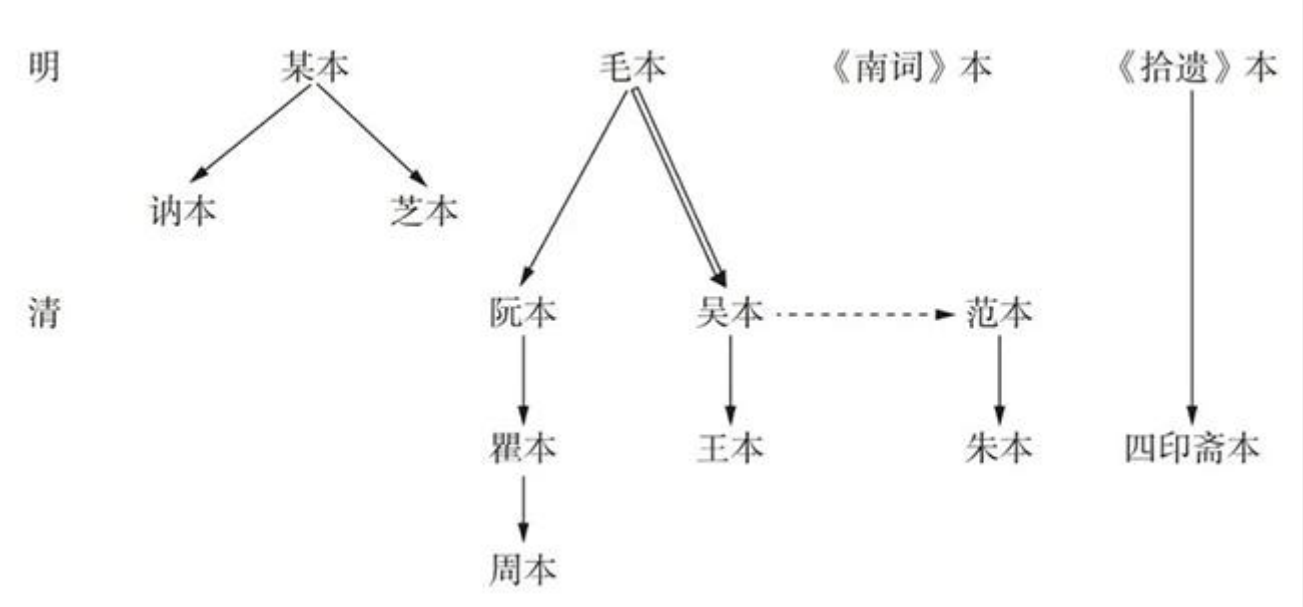 明 某本 毛本 《南词》本 《拾遗》本
讷本 芝本
清 阮本 吴本 范本
瞿本 王本 朱本 四印斋本
周本